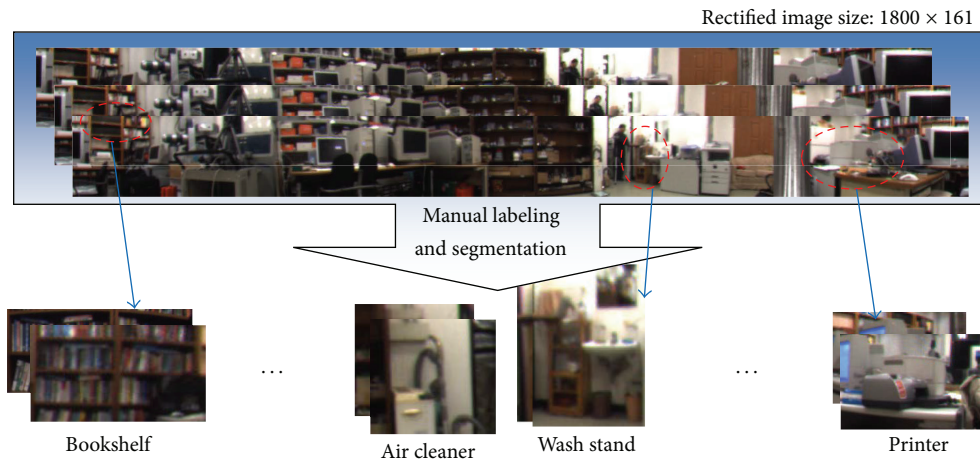 Rectified image size: 1800 × 161
Manual labeling
and segmentation
...
...
Bookshelf
Air cleaner
Wash stand
Printer